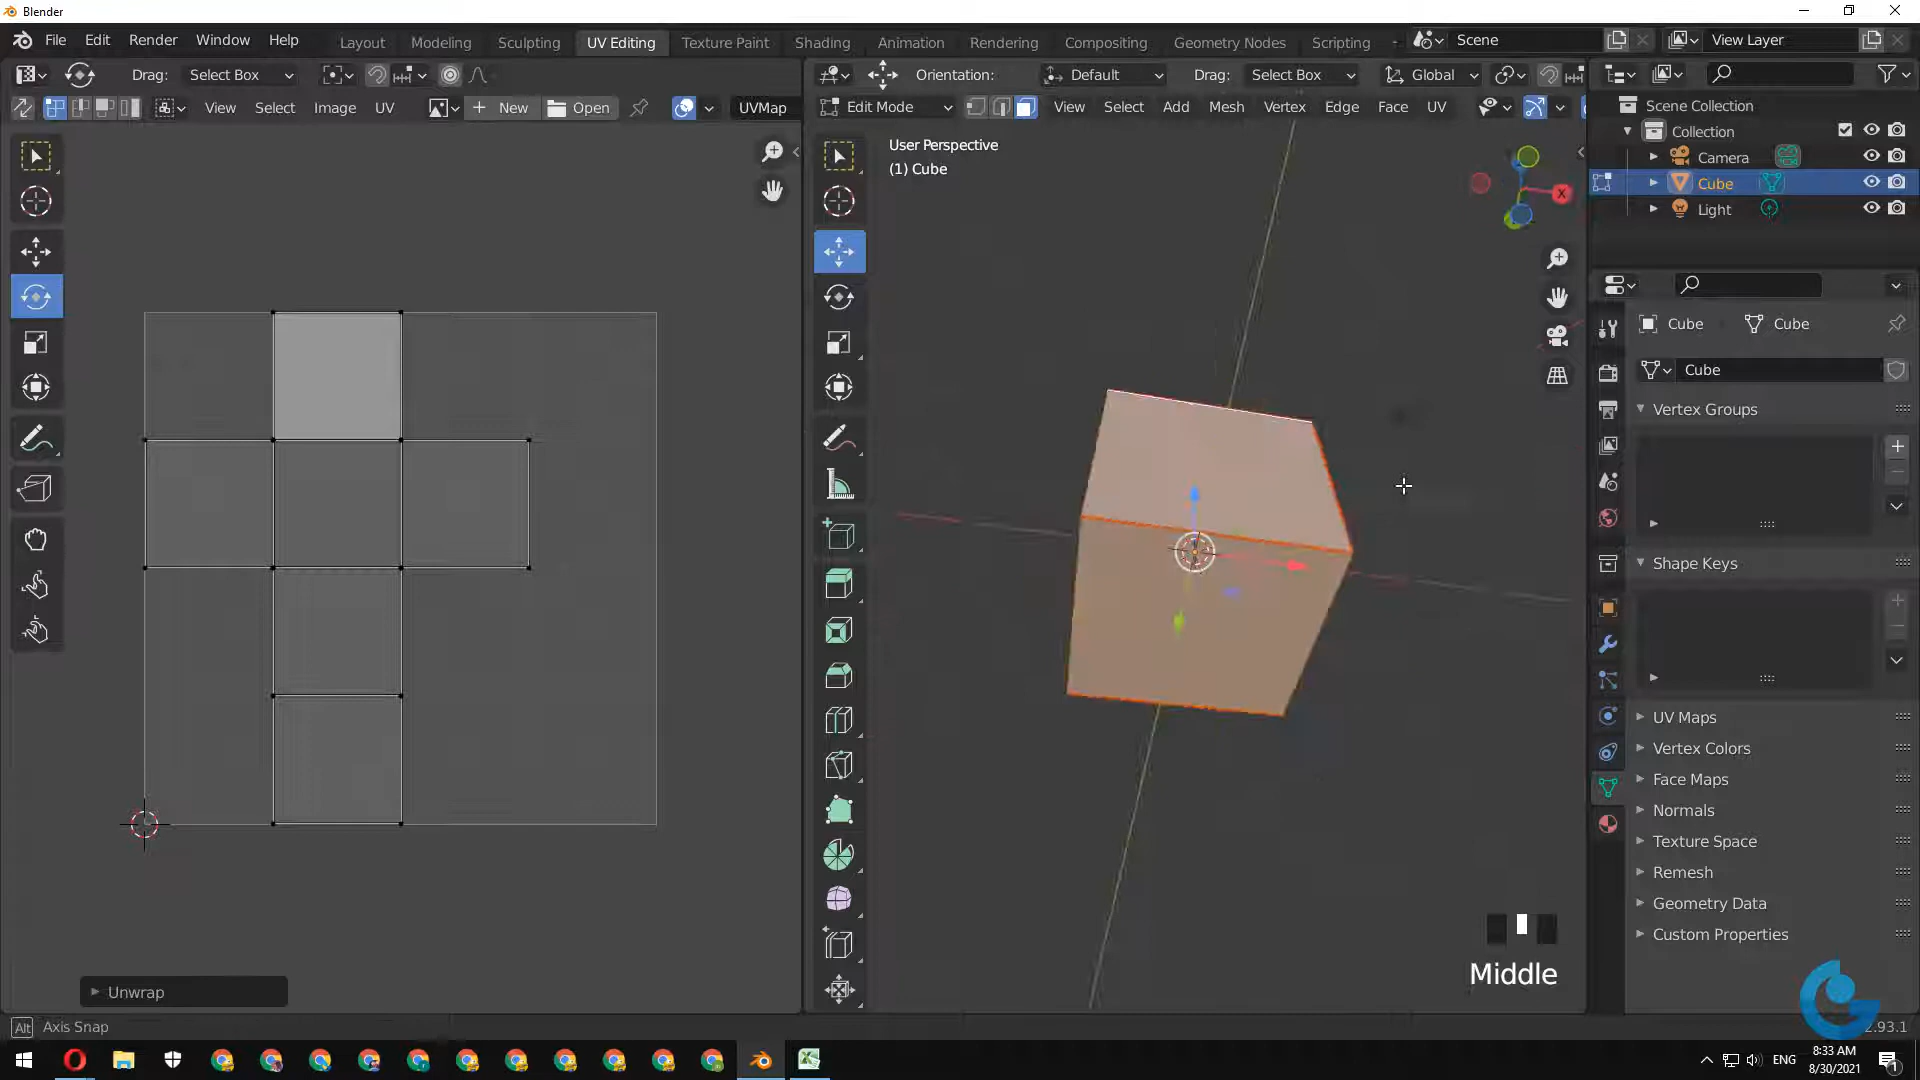 Blender
File Edit Render Window Help
Layout Modeling Sculpting UV Editing Texture Paint Shading Animation Rendering Compositing Geometry Nodes Scripting
Scene
View Layer
Drag: Select Box
Orientation: Default Drag: Select Box Global
View Select Image UV New Open UVMap
Edit Mode View Select Add Mesh Vertex Edge Face UV
User Perspective
(1) Cube
X
Scene Collection
Collection
Camera
Cube
Light
Cube Cube
Cube
Vertex Groups
Shape Keys
UV Maps
Vertex Colors
Face Maps
Normals
Texture Space
Remesh
Geometry Data
Custom Properties
Middle
Unwrap
Alt Axis Snap
2.93.1
ENG
8:33 AM
8/30/2021
1